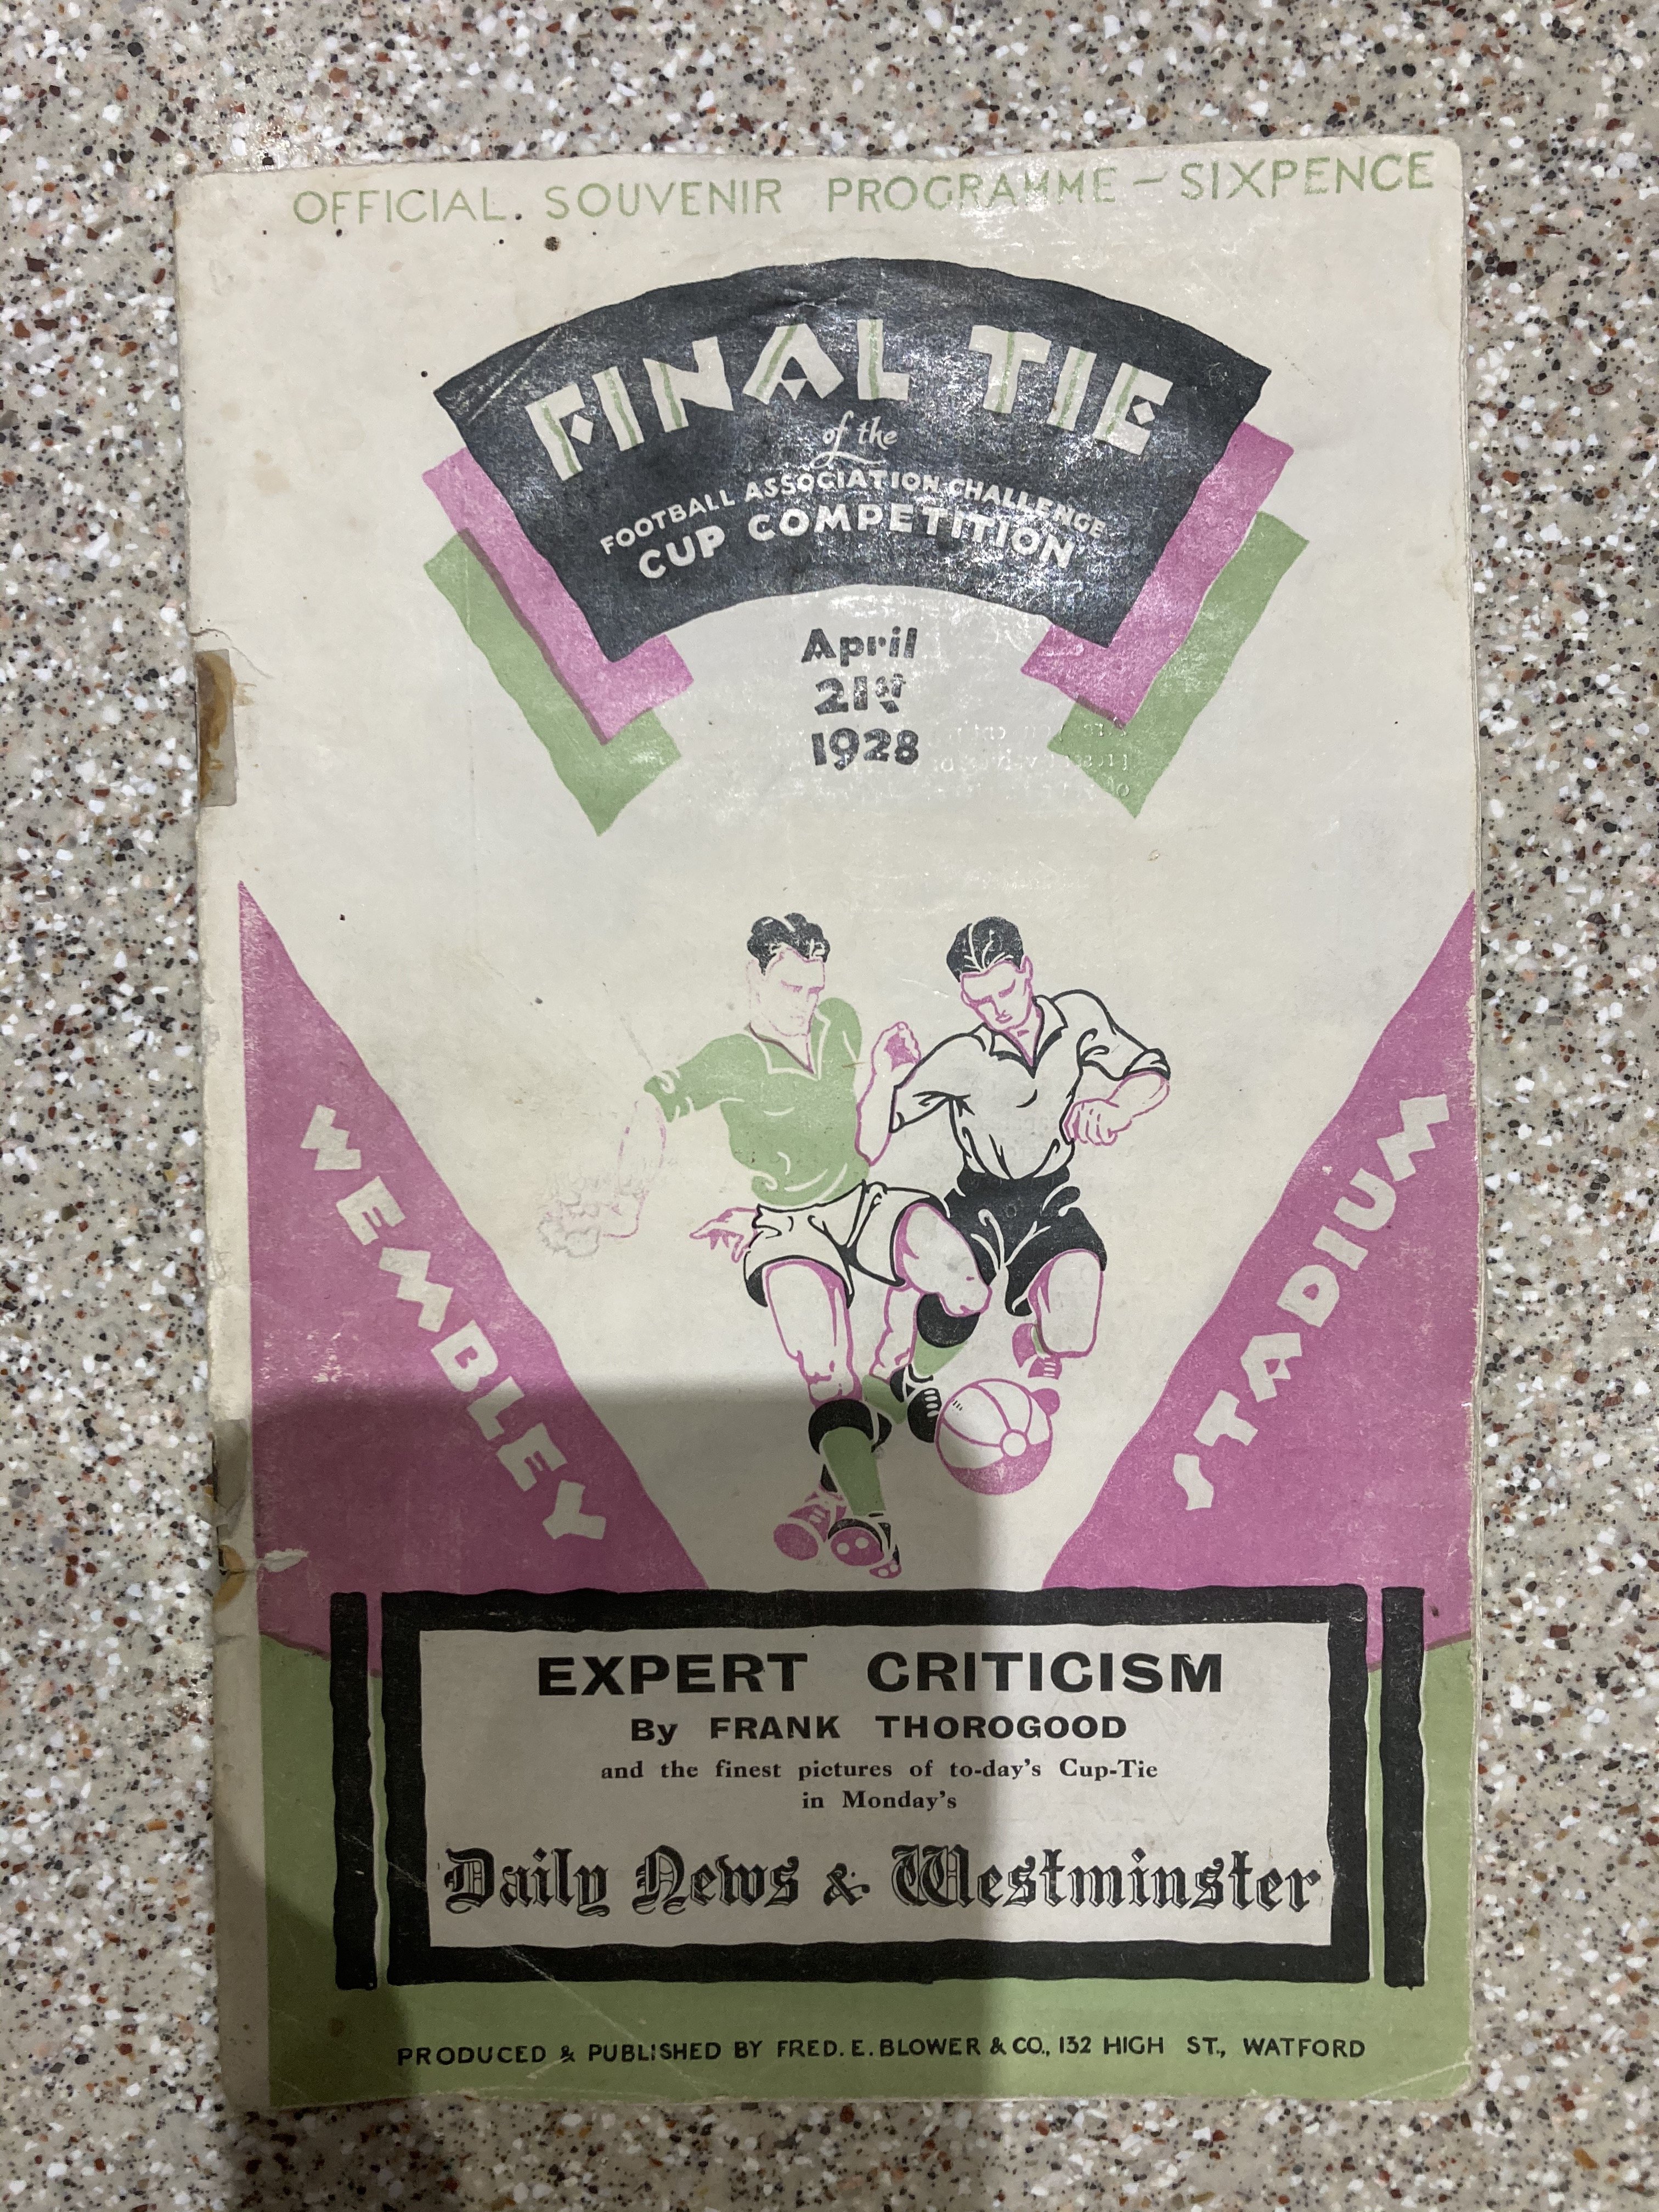 OFFICIAL. SOUVENIR PROGRAMME - SIXPENCE
FINAL TIE
of the
FOOTBALL ASSOCIATION CHALLENGE
CUP COMPETITION
April
21st
1928
WEMBLEY
STADIUM
EXPERT CRITICISM
By FRANK THOROGOOD
and the finest pictures of to-day's Cup-Tie
in Monday's
Daily News & Westminster
PRODUCED & PUBLISHED BY FRED. E. BLOWER & CO., 132 HIGH ST., WATFORD